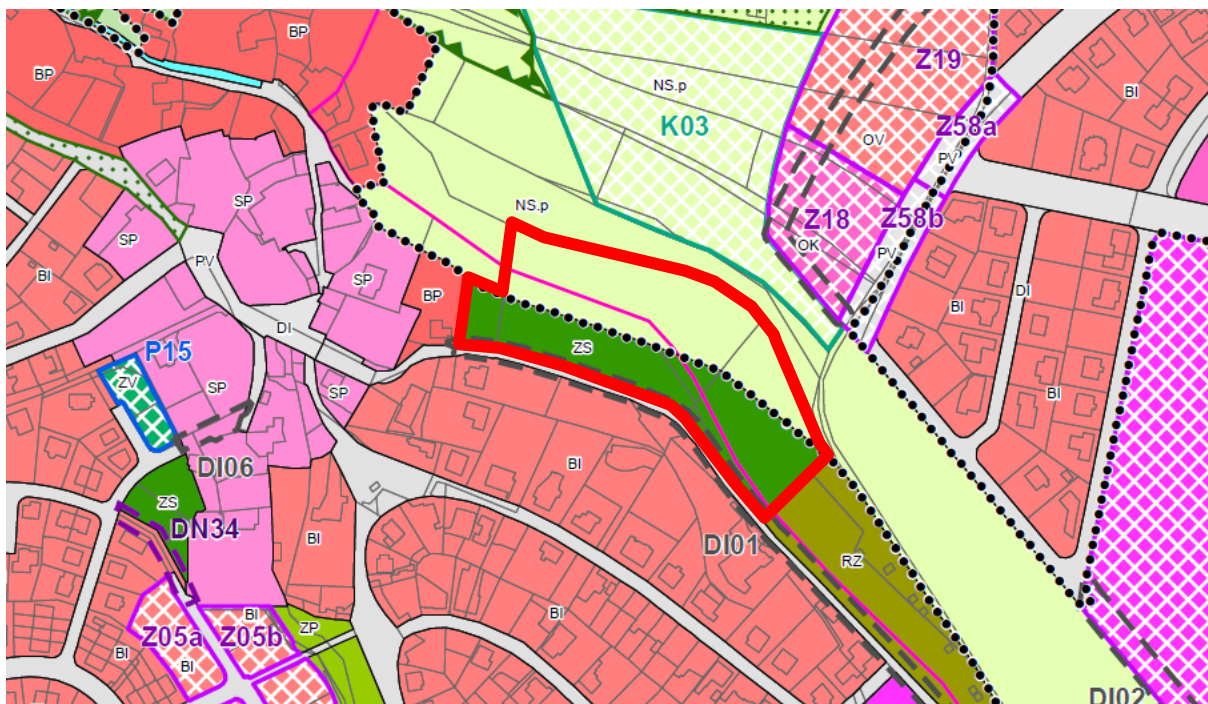 BP
Z19
BP
NS.p
BI
K03
Z58a
OV
PV
SP
NS.p
Z18
Z58b
SP
OK
PV
BI
PV
SP
BP
BI
DI
DI
P15
ZS
ZV
SP
SP
BI
BI
DI06
ZS
DN34
BI
DI01
RZ
BI
BI
Z05a
Z05b
ZP
BI
BI
DI02